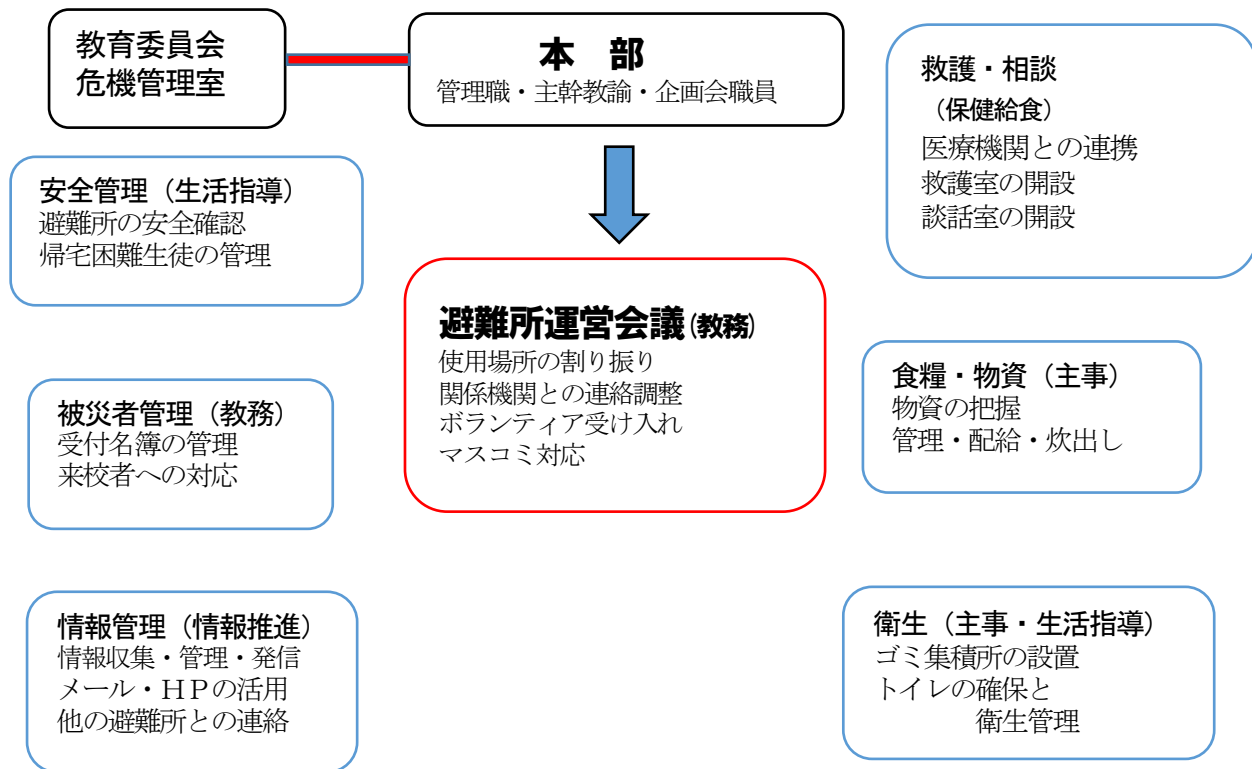 教育委員会
危機管理室
本　部
管理職・主幹教諭・企画会職員
救護・相談
（保健給食）
医療機関との連携
救護室の開設
談話室の開設
安全管理（生活指導）
避難所の安全確認
帰宅困難生徒の管理
避難所運営会議(教務)
使用場所の割り振り
関係機関との連絡調整
ボランティア受け入れ
マスコミ対応
食糧・物資（主事）
物資の把握
管理・配給・炊出し
被災者管理（教務）
受付名簿の管理
来校者への対応
情報管理（情報推進）
情報収集・管理・発信
メール・ＨＰの活用
他の避難所との連絡
衛生（主事・生活指導）
ゴミ集積所の設置
トイレの確保と
衛生管理